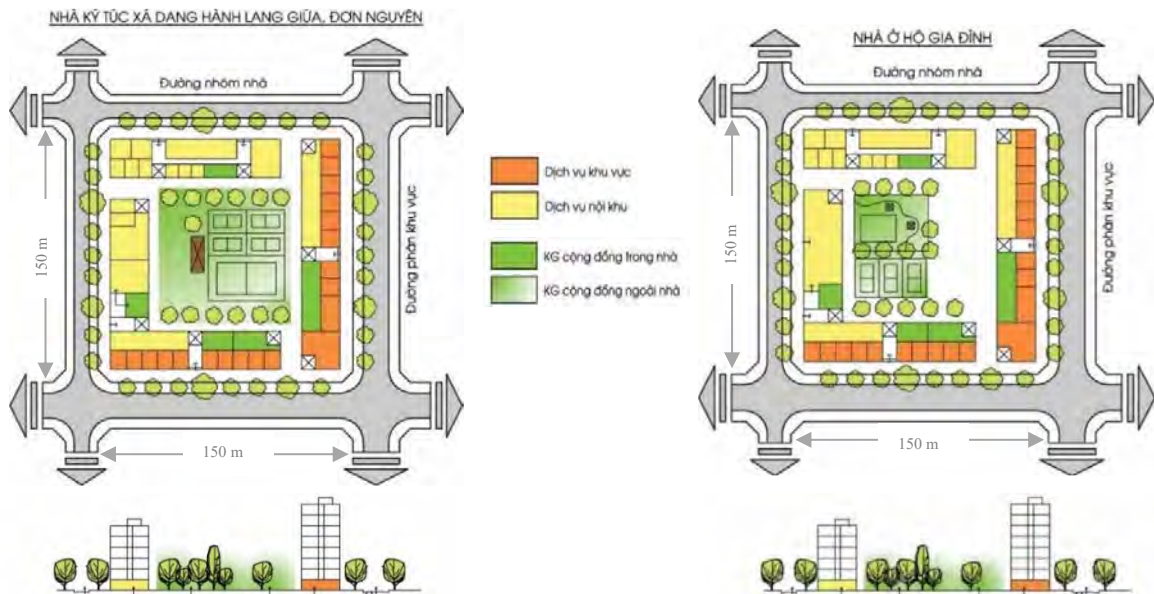 NHÀ KÝ TÚC XÁ DẠNG HÀNH LANG GIỮA, ĐƠN NGUYÊN
Đường nhóm nhà
150 m
Đường phân khu vực
150 m
Dịch vụ khu vực
Dịch vụ nội khu
KG cộng đồng trong nhà
KG cộng đồng ngoài nhà
NHÀ Ở HỘ GIA ĐÌNH
Đường nhóm nhà
150 m
Đường phân khu vực
150 m